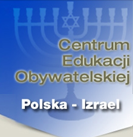 Centrum
Edukacji
Obywatelskiej
Polska - Izrael